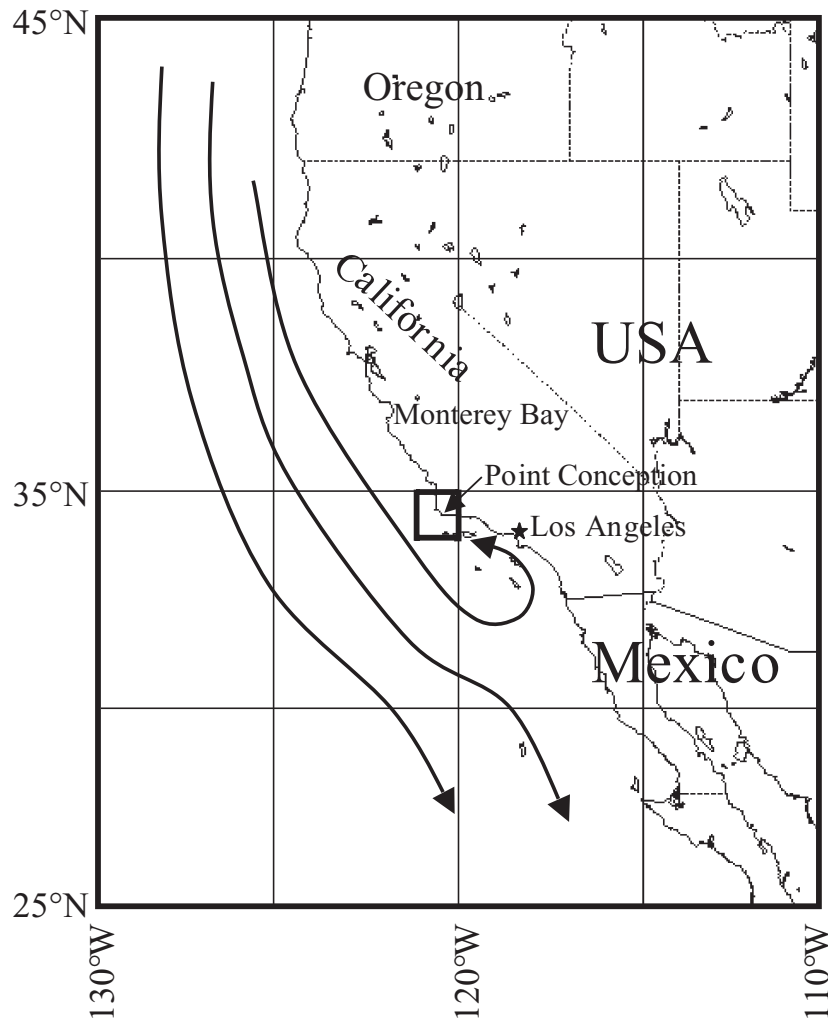 45°N
Oregon
California
USA
Monterey Bay
35°N
Point Conception
Los Angeles
Mexico
25°N
130°W
120°W
110°W